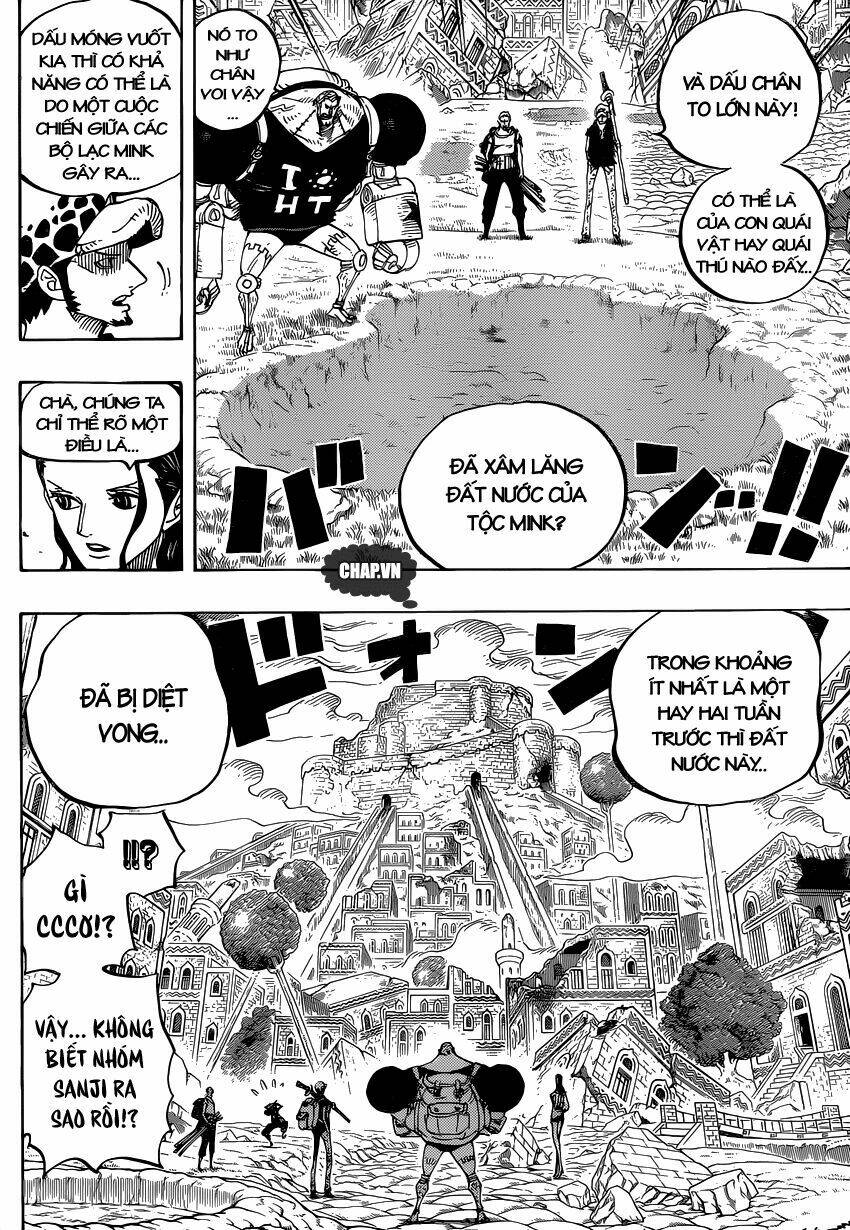 VÀ DẤU CHÂN
TO LỚN NÀY!
CÓ THỂ LÀ
CỦA CON QUÁI
VẬT HAY QUÁI
THÚ NÀO ĐẤY...
NÓ TO
NHƯ
CHÂN
VOI VẬY
...
I
HT
DẤU MÓNG VUỐT
KIA THÌ CÓ KHẢ
NĂNG CÓ THỂ LÀ
DO MỘT CUỘC
CHIẾN GIỮA CÁC
BỘ LẠC MINK
GÂY RA...
ĐÃ XÂM LĂNG
ĐẤT NƯỚC CỦA
TỘC MINK?
バン!!
CHÀ, CHÚNG TA
CHỈ THỂ RÕ MỘT
ĐIỀU LÀ...
CHAP.VN
TRONG KHOẢNG
ÍT NHẤT LÀ MỘT
HAY HAI TUẦN
TRƯỚC THÌ ĐẤT
NƯỚC NÀY...
ドォン
ĐÃ BỊ DIỆT
VONG...
!!?
GÌ
CCCƠ!?
VẬY... KHÔNG
BIẾT NHÓM
SANJI RA
SAO RỒI!?